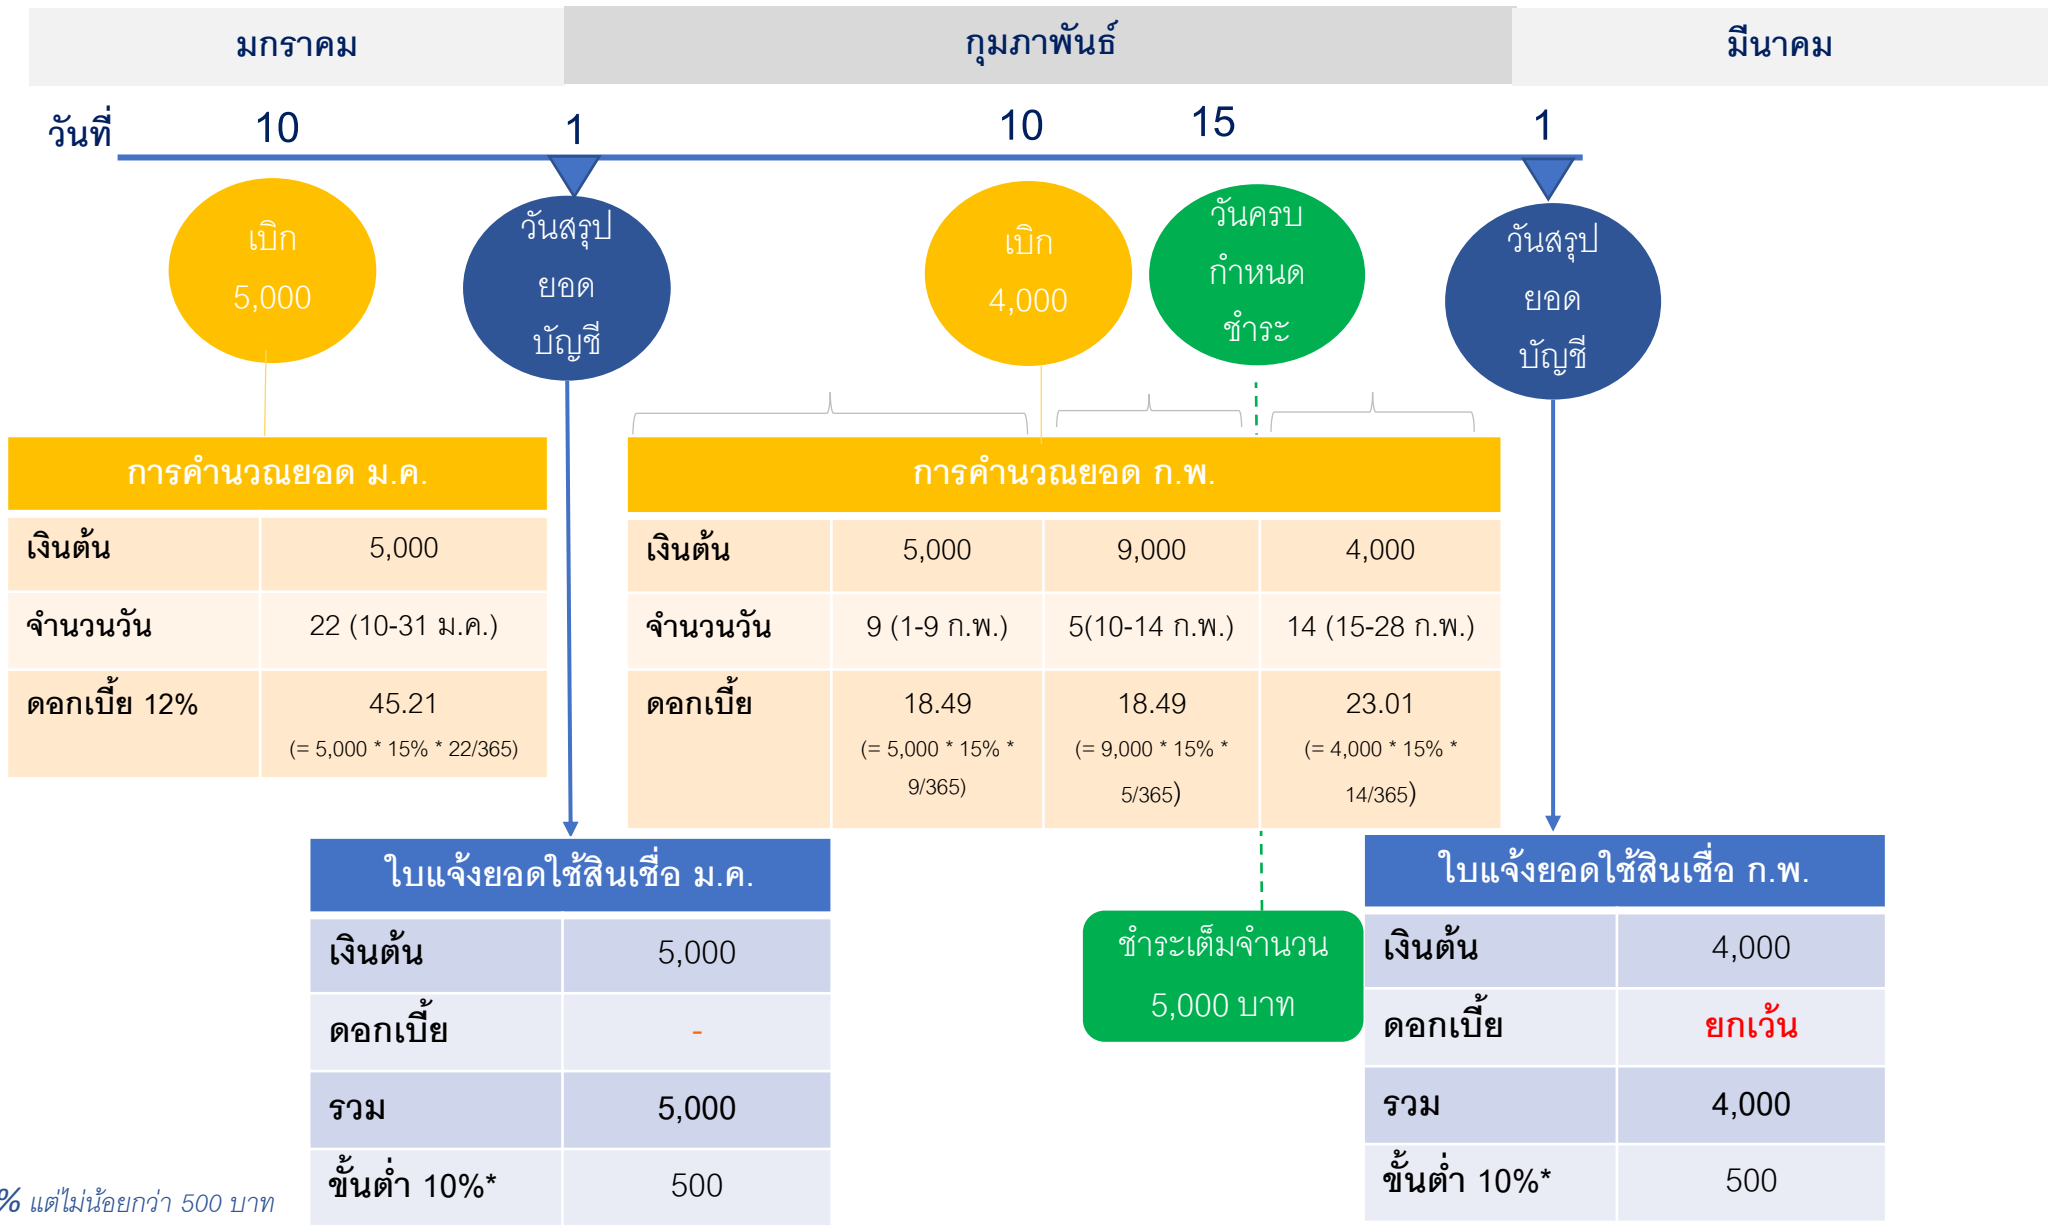 มกราคม
กุมภาพันธ์
มีนาคม
วันที่
10
1
10
15
1
เบิก
5,000
วันสรุป
ยอด
บัญชี
เบิก
4,000
วันครบ
กำหนด
ชำระ
วันสรุป
ยอด
บัญชี
การคำนวณยอด ม.ค.
เงินต้น 5,000
จำนวนวัน 22 (10-31 ม.ค.)
ดอกเบี้ย 12% 45.21
(= 5,000 * 15% * 22/365)
การคำนวณยอด ก.พ.
เงินต้น 5,000 9,000 4,000
จำนวนวัน 9 (1-9 ก.พ.) 5(10-14 ก.พ.) 14 (15-28 ก.พ.)
ดอกเบี้ย 18.49 18.49 23.01
(= 5,000 * 15% * (= 9,000 * 15% * (= 4,000 * 15% *
9/365) 5/365) 14/365)
ใบแจ้งยอดใช้สินเชื่อ ม.ค.
เงินต้น 5,000
ดอกเบี้ย -
รวม 5,000
ขั้นต่ำ 10%* 500
ชำระเต็มจำนวน
5,000 บาท
ใบแจ้งยอดใช้สินเชื่อ ก.พ.
เงินต้น 4,000
ดอกเบี้ย ยกเว้น
รวม 4,000
ขั้นต่ำ 10%* 500
% แต่ไม่น้อยกว่า 500 บาท